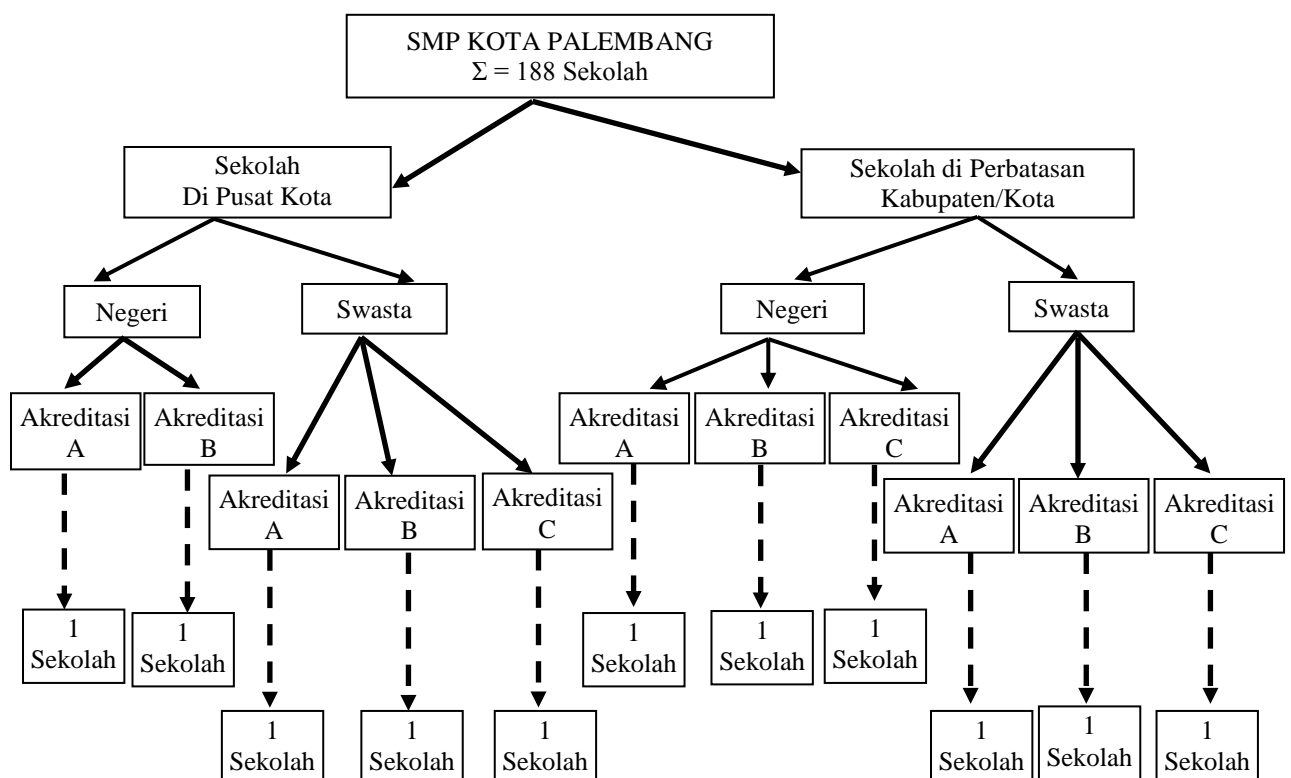 SMP KOTA PALEMBANG
Σ = 188 Sekolah
Sekolah
Di Pusat Kota
Sekolah di Perbatasan
Kabupaten/Kota
Negeri
Swasta
Negeri
Swasta
Akreditasi
A
Akreditasi
B
Akreditasi
A
Akreditasi
B
Akreditasi
C
Akreditasi
A
Akreditasi
B
Akreditasi
C
Akreditasi
A
Akreditasi
B
Akreditasi
C
1
Sekolah
1
Sekolah
1
Sekolah
1
Sekolah
1
Sekolah
1
Sekolah
1
Sekolah
1
Sekolah
1
Sekolah
1
Sekolah
1
Sekolah